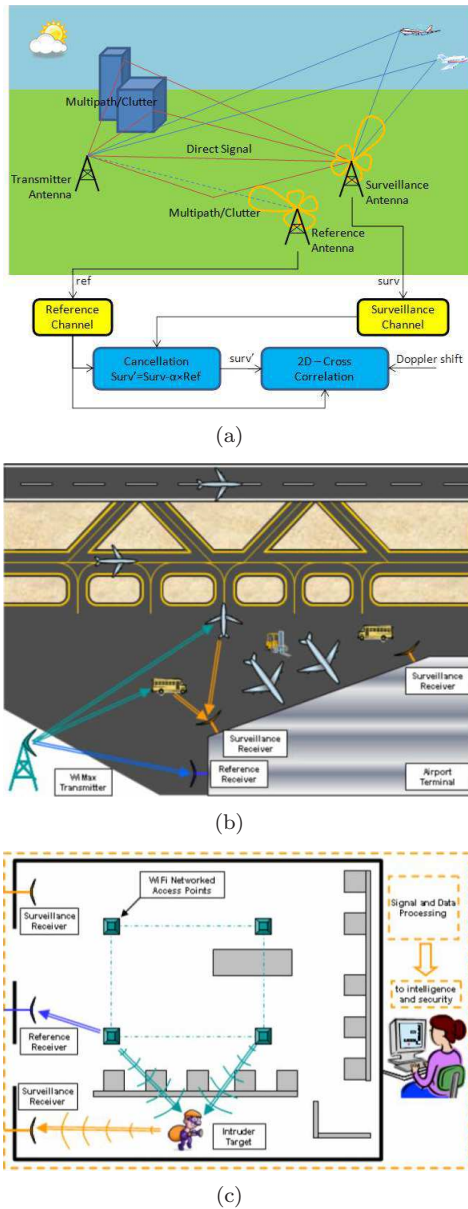 Multipath/Clutter
Direct Signal
Transmitter
Antenna
Surveillance
Antenna
Multipath/Clutter
Reference
Antenna
ref
surv
Reference
Channel
Surveillance
Channel
Cancellation
Surv'=Surv-α×Ref
surv'
2D – Cross
Correlation
Doppler shift
(a)
Surveillance
Receiver
Surveillance
Receiver
WiMax
Transmitter
Reference
Receiver
Airport
Terminal
(b)
WiFi Networked
Access Points
Surveillance
Receiver
Signal and Data
Processing
to intelligence
and security
Reference
Receiver
Surveillance
Receiver
Intruder
Target
(c)